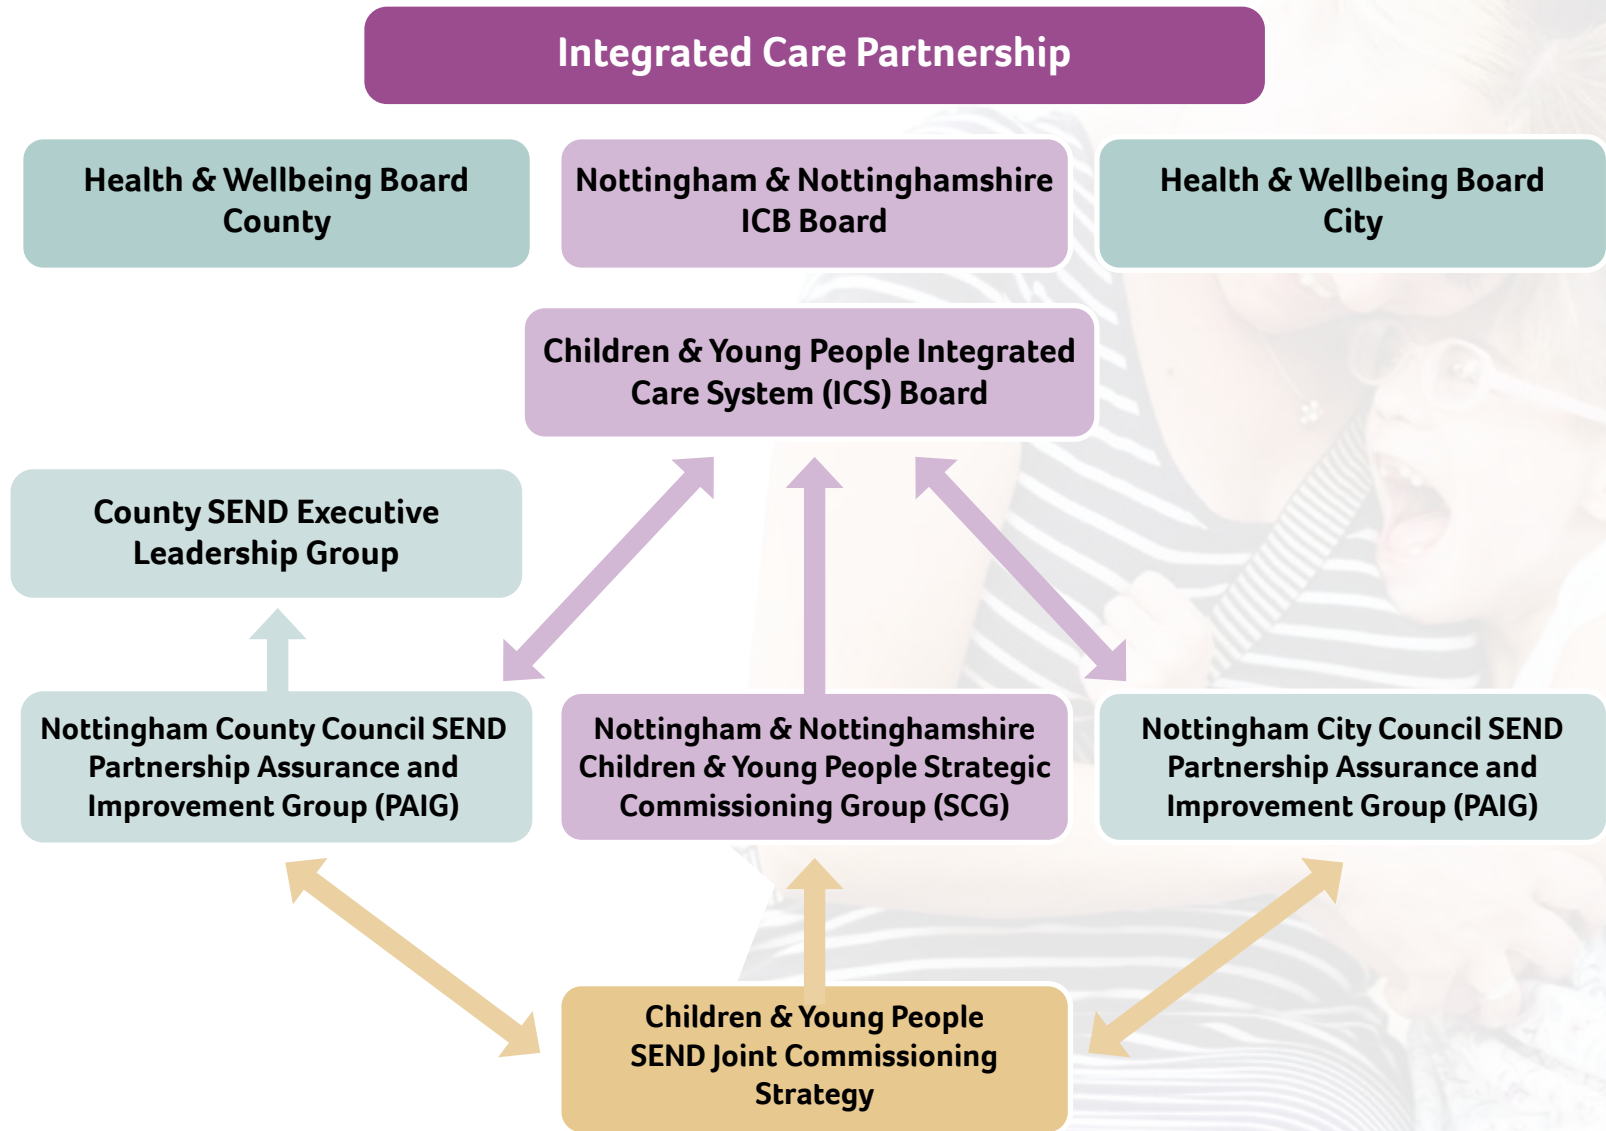 Integrated Care Partnership
Health & Wellbeing Board
County
Nottingham & Nottinghamshire
ICB Board
Health & Wellbeing Board
City
Children & Young People Integrated
Care System (ICS) Board
County SEND Executive
Leadership Group
Nottingham County Council SEND
Partnership Assurance and
Improvement Group (PAIG)
Nottingham & Nottinghamshire
Children & Young People Strategic
Commissioning Group (SCG)
Nottingham City Council SEND
Partnership Assurance and
Improvement Group (PAIG)
Children & Young People
SEND Joint Commissioning
Strategy